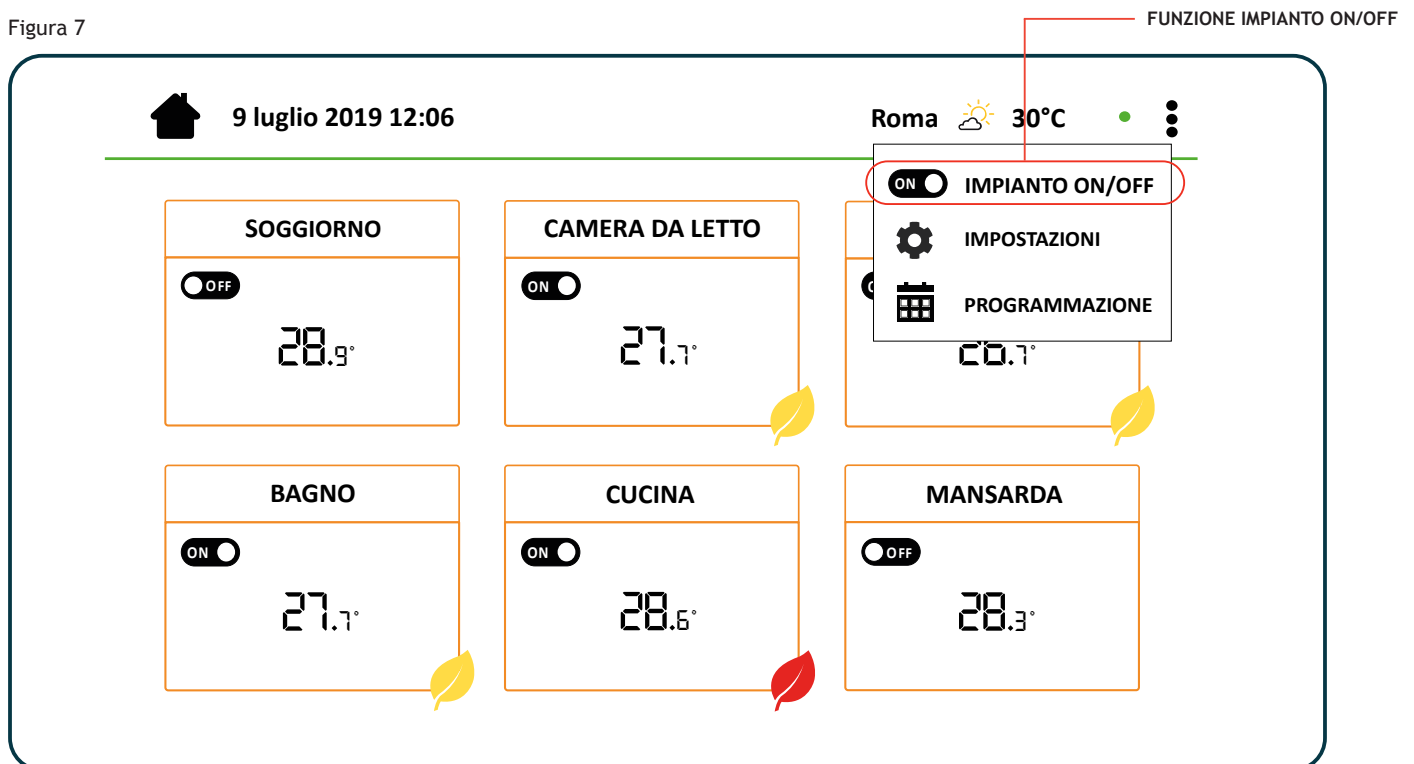 Figura 7
FUNZIONE IMPIANTO ON/OFF
9 luglio 2019 12:06
Roma 30°C
ON IMPIANTO ON/OFF
IMPOSTAZIONI
PROGRAMMAZIONE
SOGGIORNO
OFF
28.9°
CAMERA DA LETTO
ON
27.7°
26.7°
BAGNO
ON
27.7°
CUCINA
ON
28.6°
MANSARDA
OFF
28.3°